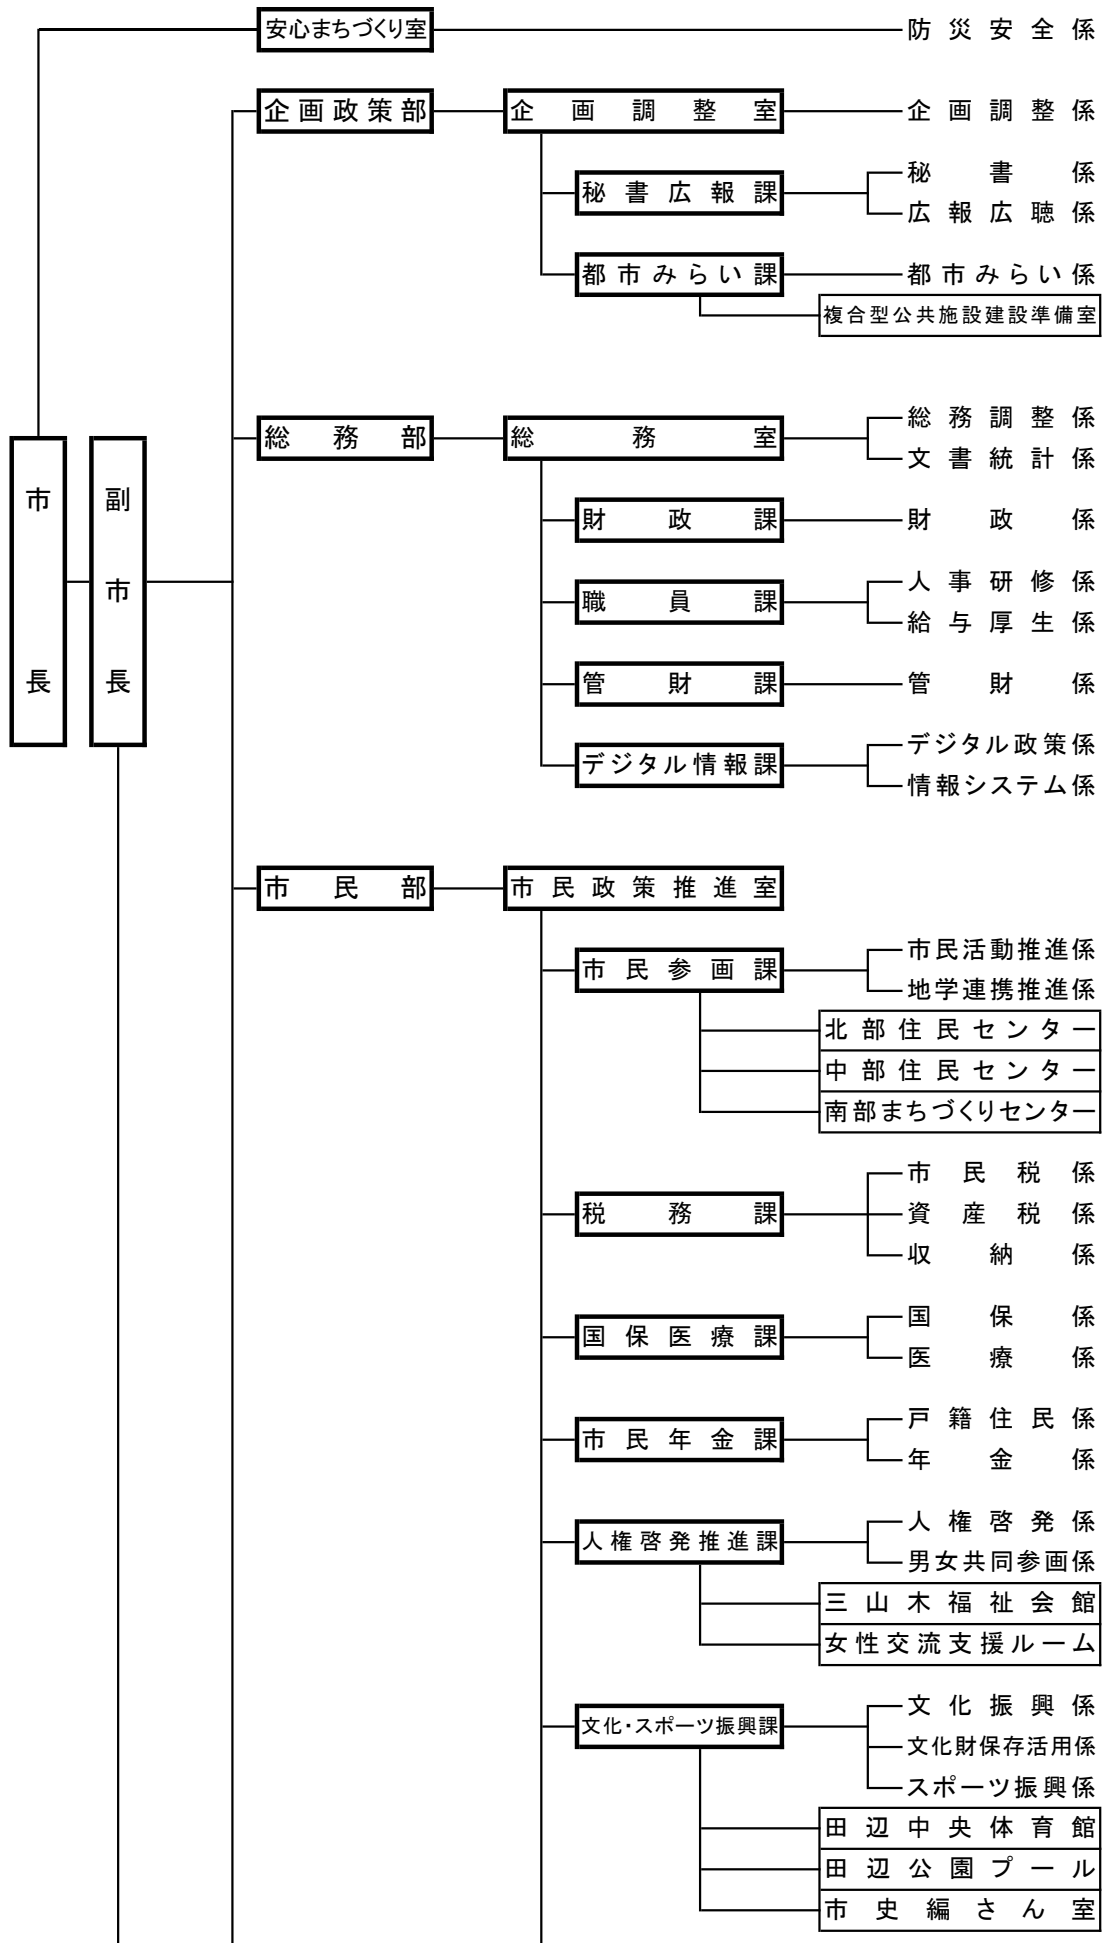 安心まちづくり室 防災安全係
企画政策部 企画調整室 企画調整係
秘書広報課 秘書係
広報広聴係
都市みらい課 都市みらい係
複合型公共施設建設準備室
市長
副市長
総務部 総務室 総務調整係
文書統計係
財政課 財政係
職員課 人事研修係
給与厚生係
管財課 管財係
デジタル情報課 デジタル政策係
情報システム係
市民部 市民政策推進室
市民参画課 市民活動推進係
地学連携推進係
北部住民センター
中部住民センター
南部まちづくりセンター
税務課 市民税係
資産税係
収納係
国保医療課 国保係
医療係
市民年金課 戸籍住民係
年金係
人権啓発推進課 人権啓発係
男女共同参画係
三山木福祉会館
女性交流支援ルーム
文化・スポーツ振興課 文化振興係
文化財保存活用係
スポーツ振興係
田辺中央体育館
田辺公園プール
市史編さん室